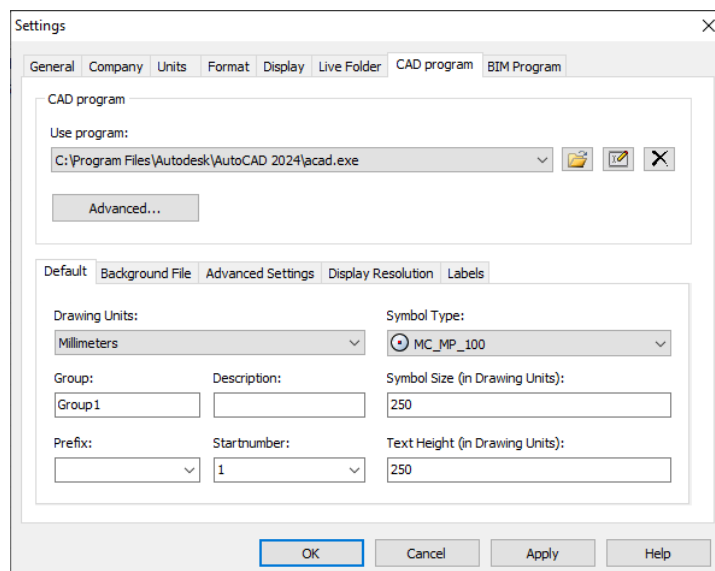 Settings
General Company Units Format Display Live Folder CAD program BIM Program
CAD program
Use program:
C:\Program Files\Autodesk\AutoCAD 2024\acad.exe
Advanced...
Default Background File Advanced Settings Display Resolution Labels
Drawing Units: Symbol Type:
Millimeters MC_MP_100
Group: Description: Symbol Size (in Drawing Units):
Group1 250
Prefix: Startnumber: Text Height (in Drawing Units):
1 250
OK Cancel Apply Help